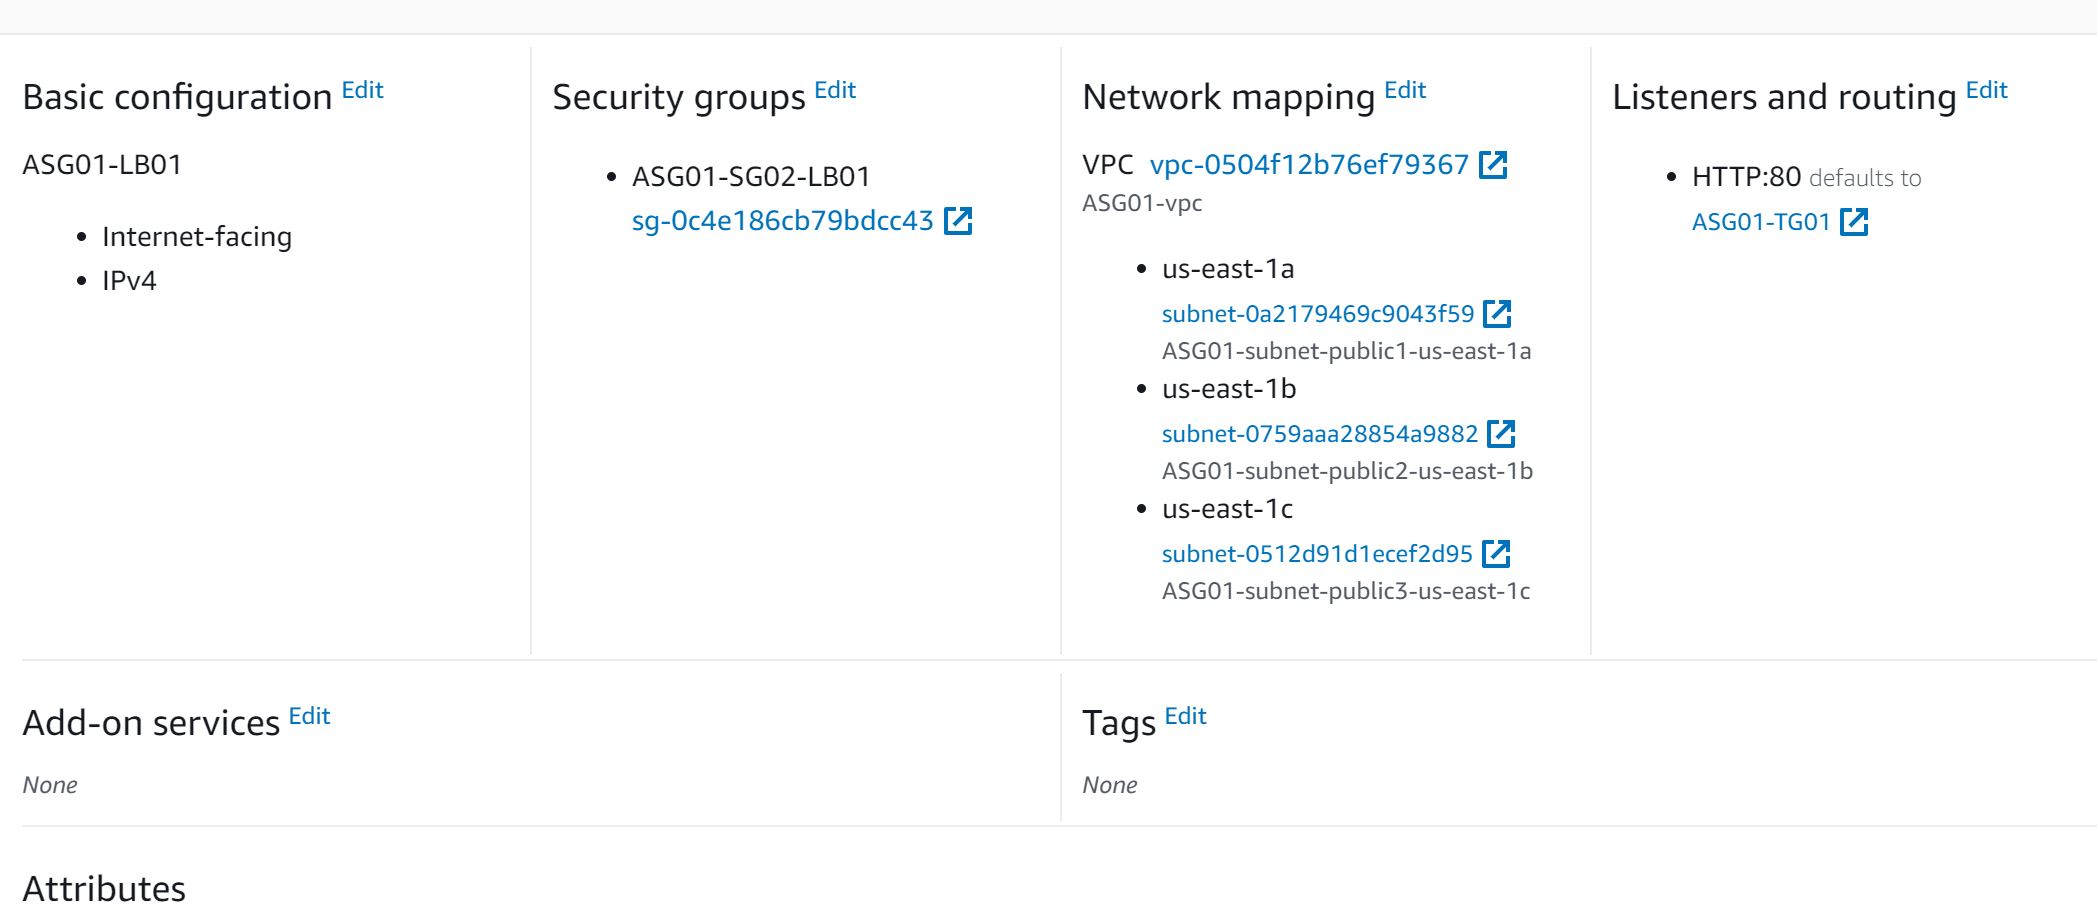 Basic configuration Edit
ASG01-LB01
• Internet-facing
• IPv4
Security groups Edit
• ASG01-SG02-LB01
sg-0c4e186cb79bdcc43
Network mapping Edit
VPC vpc-0504f12b76ef79367
ASG01-vpc
• us-east-1a
subnet-0a2179469c9043f59
ASG01-subnet-public1-us-east-1a
• us-east-1b
subnet-0759aaa28854a9882
ASG01-subnet-public2-us-east-1b
• us-east-1c
subnet-0512d91d1ecef2d95
ASG01-subnet-public3-us-east-1c
Listeners and routing Edit
• HTTP:80 defaults to
ASG01-TG01
Add-on services Edit
None
Tags Edit
None
Attributes